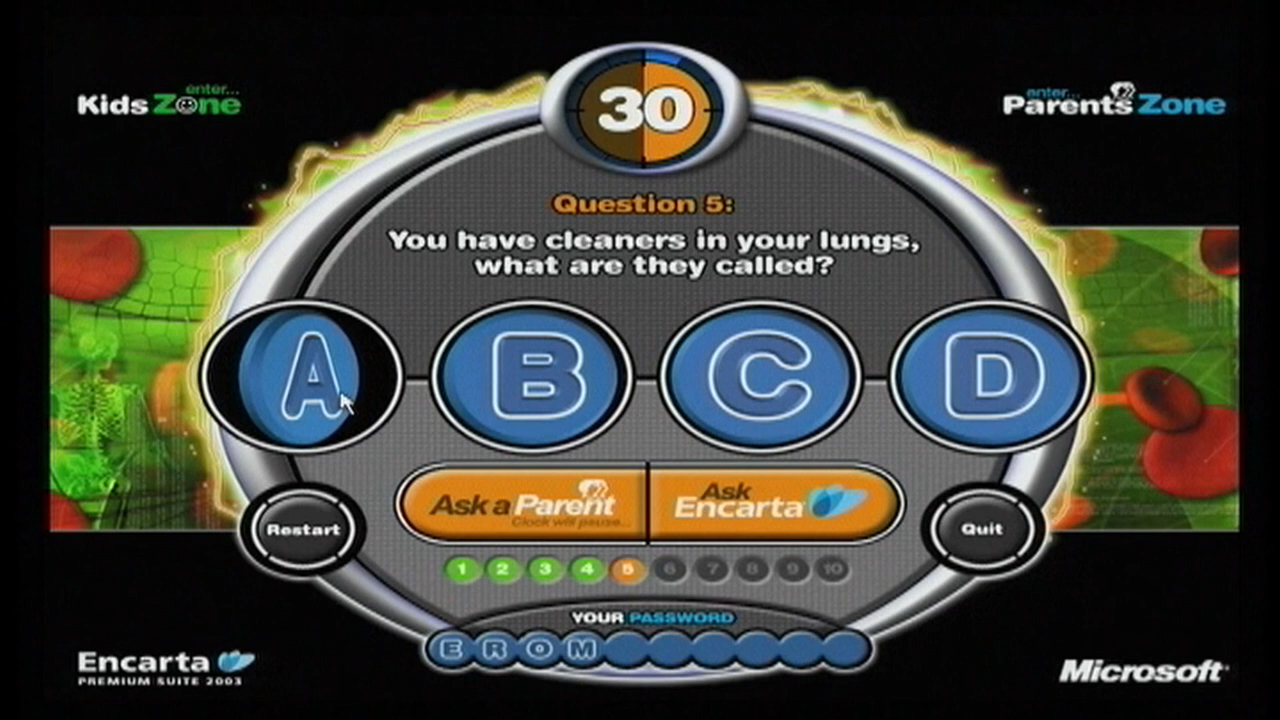 enter...
Kids Zone
30
enter...
Parents Zone
Question 5:
You have cleaners in your lungs,
what are they called?
A
B
C
D
Ask a Parent
Clock will pause...
Ask
Encarta
Restart
Quit
1 2 3 4 5 6 7 8 9 10
YOUR PASSWORD
E R O M
Encarta
PREMIUM SUITE 2003
Microsoft